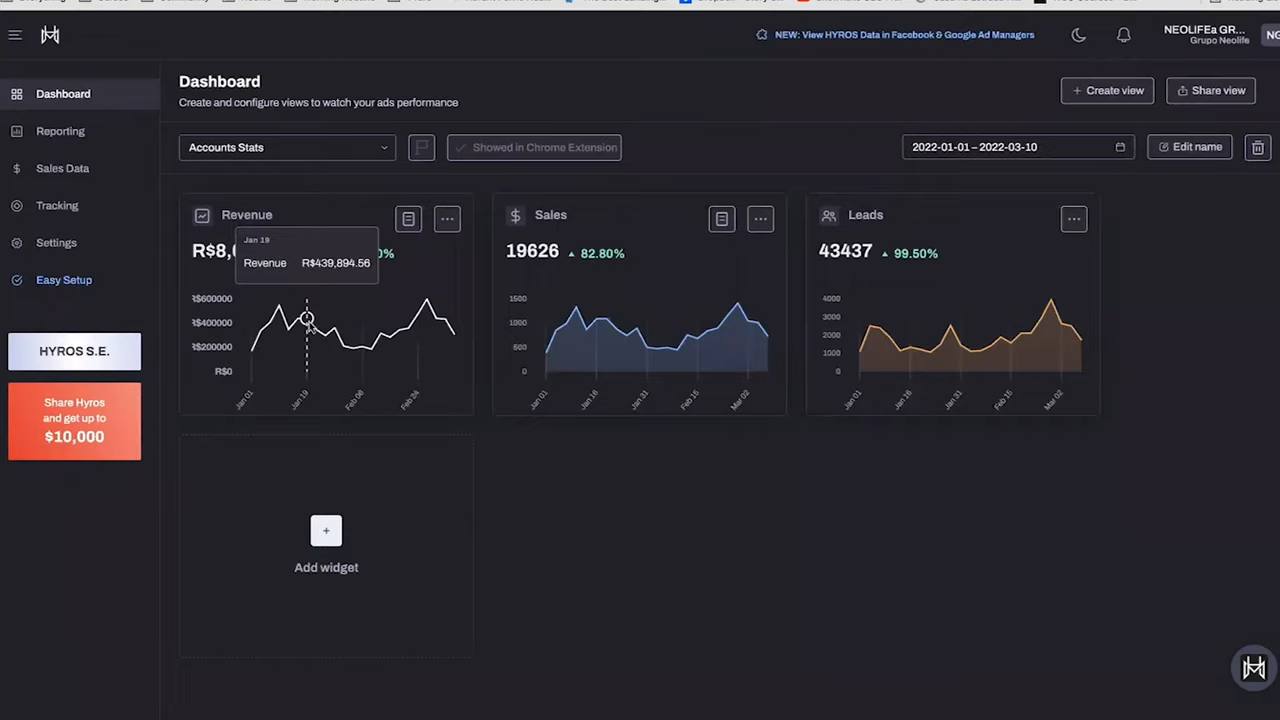 NEW: View HYROS Data in Facebook & Google Ad Managers
NEOLIFEa GR...
Grupo Neolife
NG
Dashboard
Reporting
Sales Data
Tracking
Settings
Easy Setup
HYROS S.E.
Share Hyros
and get up to
$10,000
Dashboard
Create and configure views to watch your ads performance
+ Create view
Share view
Accounts Stats
Showed in Chrome Extension
2022-01-01 – 2022-03-10
Edit name
Revenue
R$8,0
0%
Jan 19
Revenue R$439,894.56
R$600000
R$400000
R$200000
R$0
Jan 01
Jan 19
Feb 06
Feb 24
Sales
19626 ▲ 82.80%
1500
1000
500
0
Jan 01
Jan 16
Jan 31
Feb 15
Mar 02
Leads
43437 ▲ 99.50%
4000
3000
2000
1000
0
Jan 01
Jan 16
Jan 31
Feb 15
Mar 02
+
Add widget